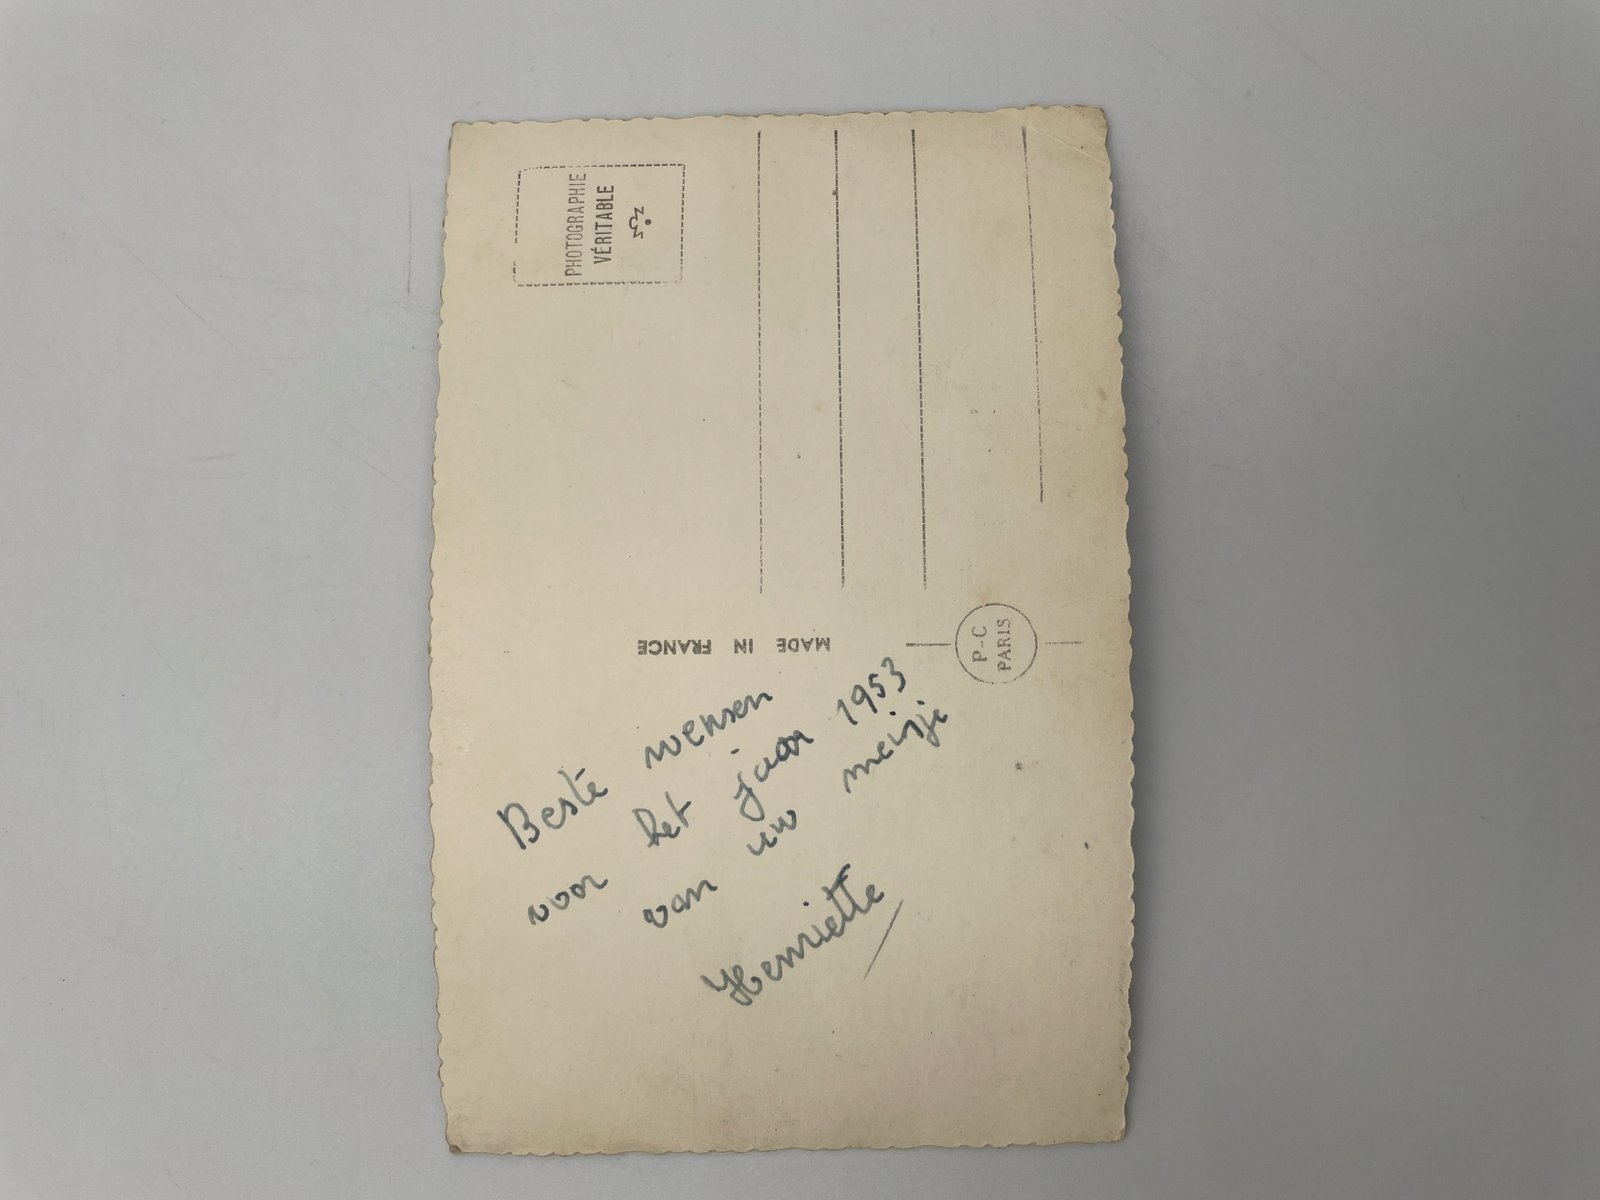 PHOTOGRAPHIE
VÉRITABLE
MADE IN FRANCE
P-C
PARIS
Beste wensen
voor het jaar 1953
van uw meisje
Henriette